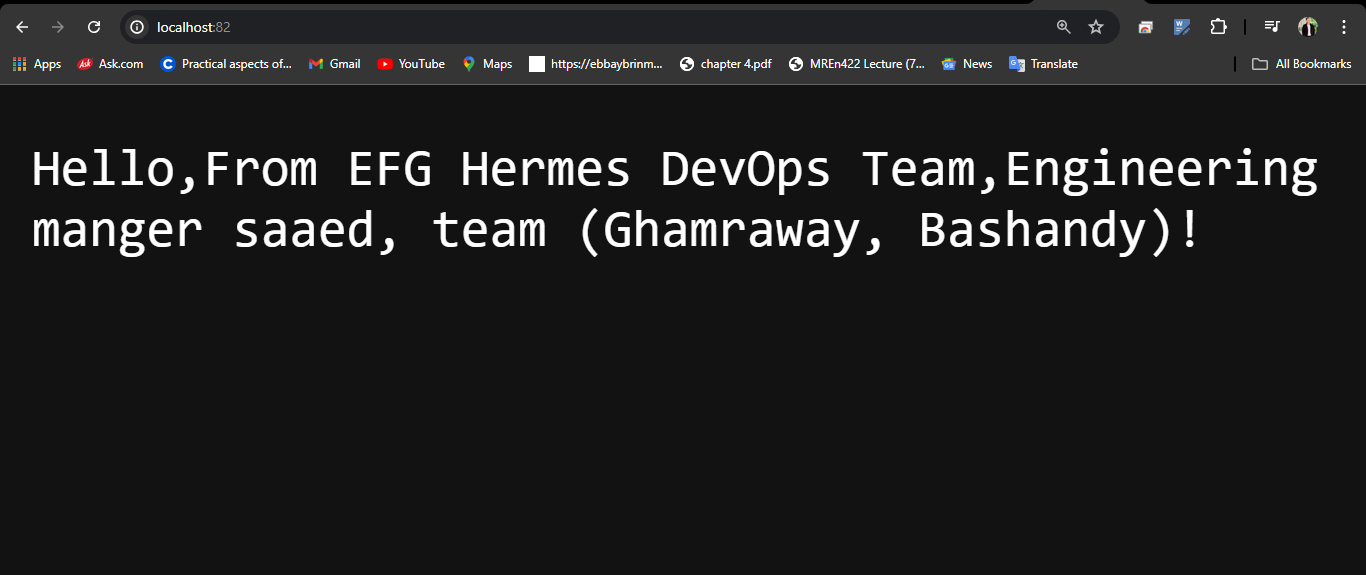 localhost:82
Apps Ask.com Practical aspects of... Gmail YouTube Maps https://ebbaybrinm... chapter 4.pdf MREn422 Lecture (7... News Translate All Bookmarks
Hello,From EFG Hermes DevOps Team,Engineering
manger saaed, team (Ghamraway, Bashandy)!